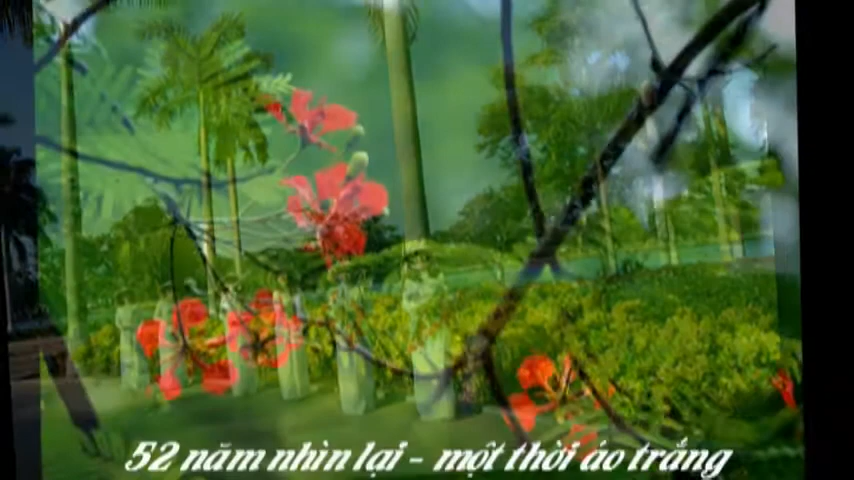 52 năm nhìn lại - một thời áo trắng